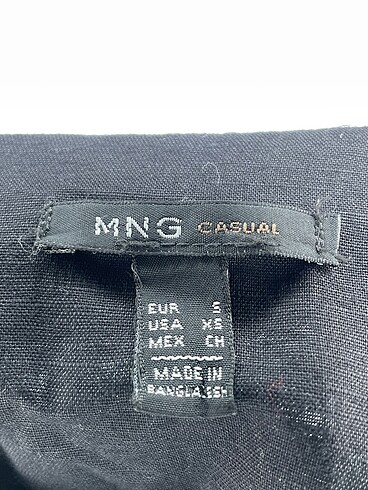 MNG CASUAL
EUR S
USA XS
MEX CH
MADE IN
BANGLADESH